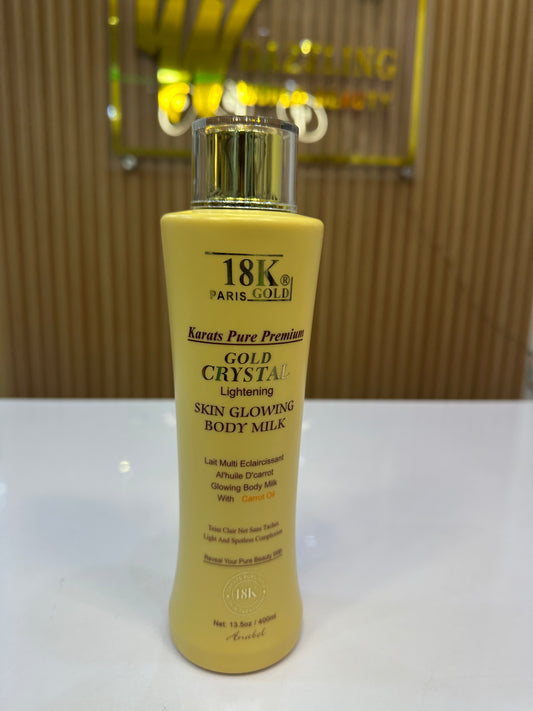 DAZZLING
18K®
PARIS GOLD
Karats Pure Premium
GOLD
CRYSTAL
Lightening
SKIN GLOWING
BODY MILK
Lait Multi Eclaircissant
Al'huile D'carrot
Glowing Body Milk
With Carrot Oil
Teint Clair Net Sans Taches
Light And Spotless Complexion
Reveal Your Pure Beauty With
18K
Net: 13.5oz / 400ml
Anabel